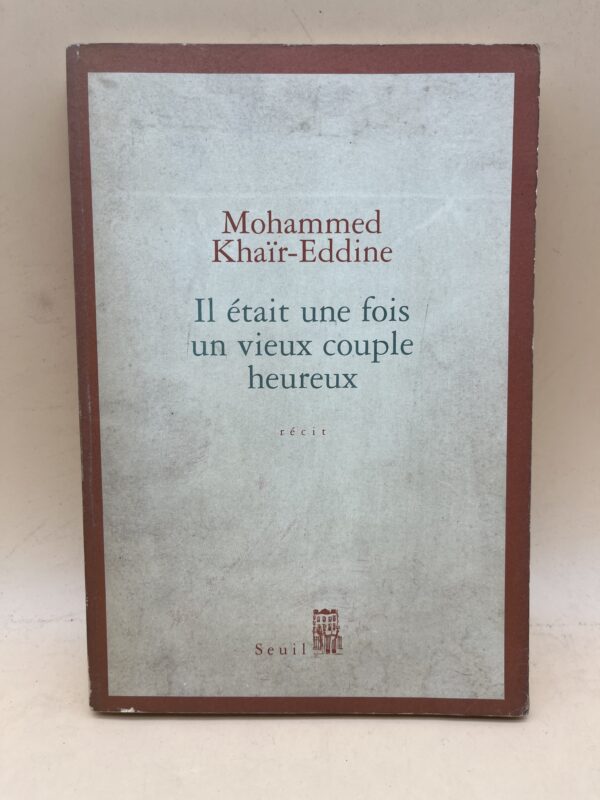 Mohammed
Khaïr-Eddine
Il était une fois
un vieux couple
heureux
récit
Seuil